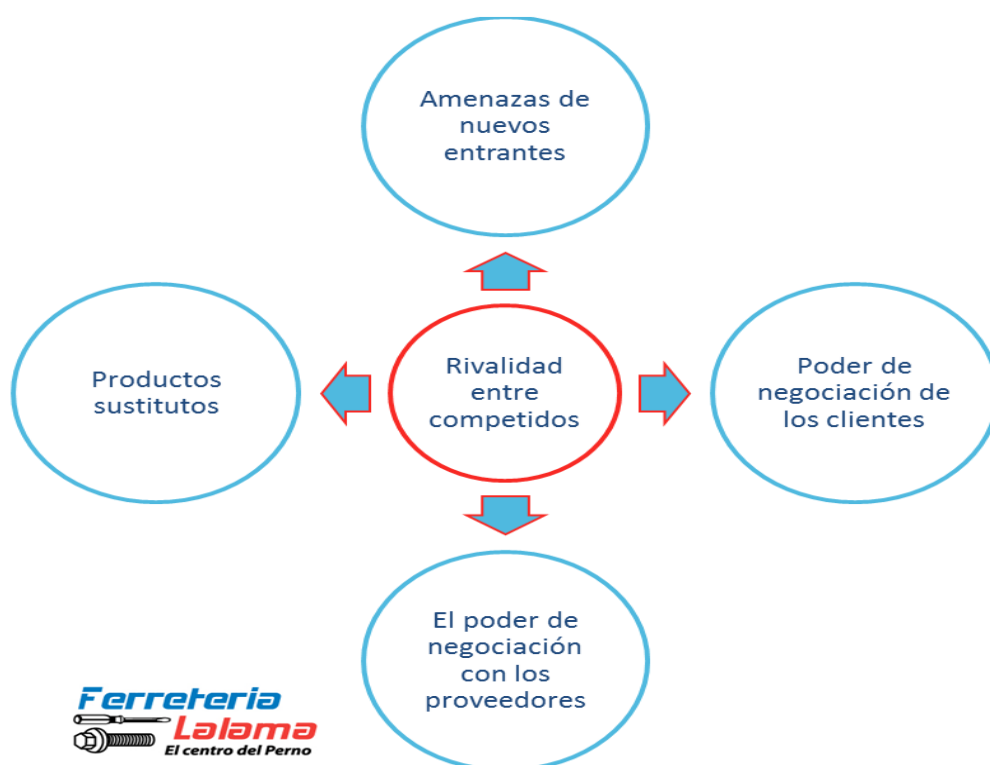 Amenazas de
nuevos
entrantes
Productos
sustitutos
Rivalidad
entre
competidos
Poder de
negociación de
los clientes
El poder de
negociación
con los
proveedores
Ferreteria
Lalama
El centro del Perno